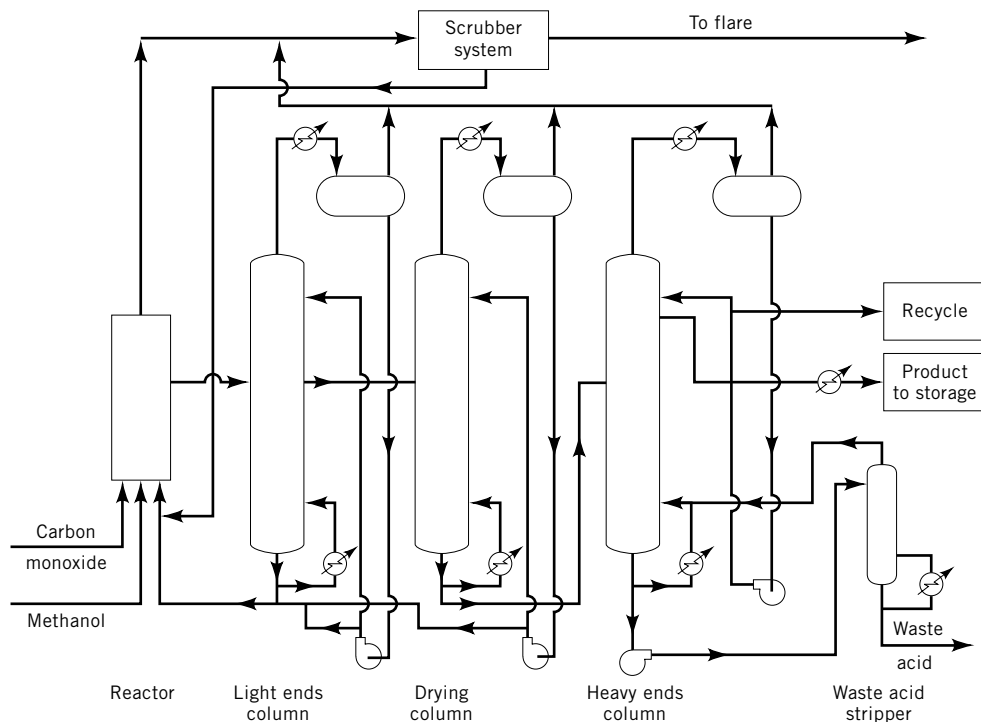 Scrubber
system
To flare
Recycle
Product
to storage
Carbon
monoxide
Methanol
Waste
acid
Reactor
Light ends
column
Drying
column
Heavy ends
column
Waste acid
stripper